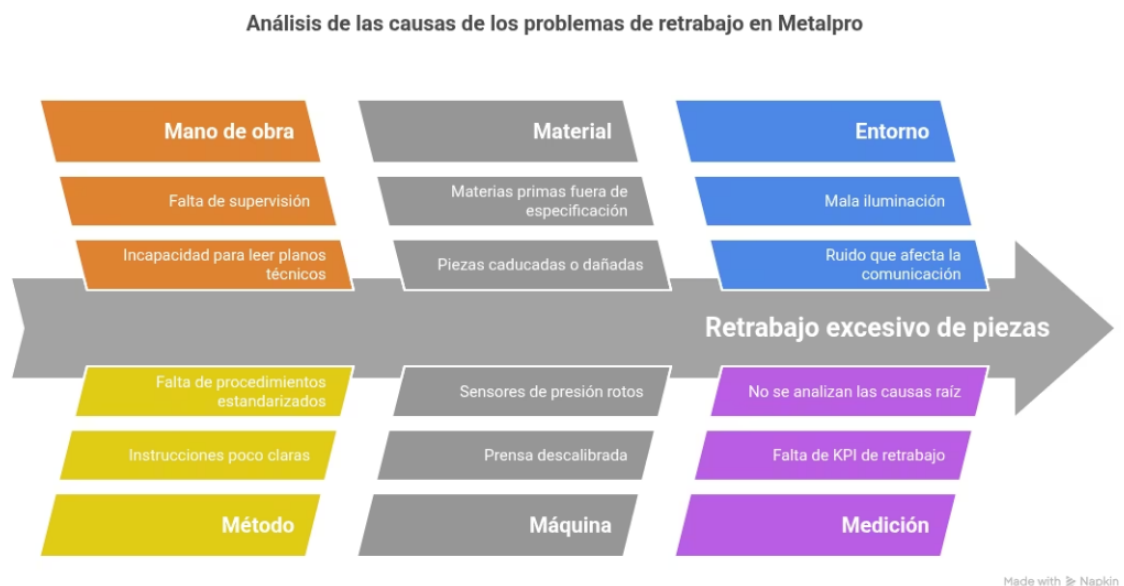 Análisis de las causas de los problemas de retrabajo en Metalpro
Mano de obra
Material
Entorno
Falta de supervisión
Materias primas fuera de
especificación
Mala iluminación
Incapacidad para leer planos
técnicos
Piezas caducadas o dañadas
Ruido que afecta la
comunicación
Retrabajo excesivo de piezas
Falta de procedimientos
estandarizados
Sensores de presión rotos
No se analizan las causas raíz
Instrucciones poco claras
Prensa descalibrada
Falta de KPI de retrabajo
Método
Máquina
Medición
Made with Napkin